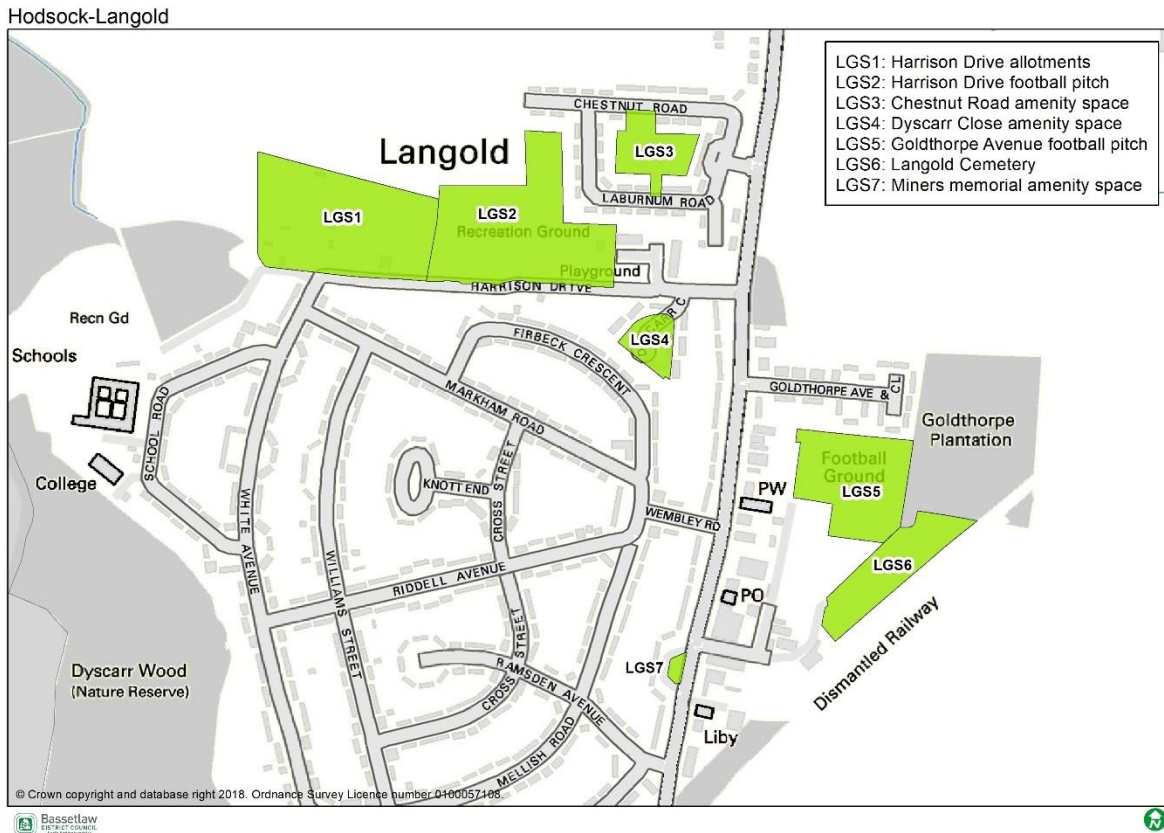 Hodsock-Langold
LGS1: Harrison Drive allotments
LGS2: Harrison Drive football pitch
LGS3: Chestnut Road amenity space
LGS4: Dyscarr Close amenity space
LGS5: Goldthorpe Avenue football pitch
LGS6: Langold Cemetery
LGS7: Miners memorial amenity space
CHESTNUT ROAD
Langold
LGS3
LABURNUM ROAD
LGS1
LGS2
Recreation Ground
Playground
HARRISON DRIVE
Recn Gd
Schools
LGS4
FIRBECK CRESCENT
MARKHAM ROAD
GOLDTHORPE AVE & CL
Goldthorpe
Plantation
SCHOOL ROAD
College
KNOTT END
CROSS STREET
Football
Ground
LGS5
PW
WEMBLEY RD
WHITE AVENUE
WILLIAMS STREET
RIDDELL AVENUE
LGS6
PO
CROSS STREET
LGS7
RAMSDEN AVENUE
Dismantled Railway
Dyscarr Wood
(Nature Reserve)
MELLISH ROAD
Liby
© Crown copyright and database right 2018. Ordnance Survey Licence number 0100057108.
Bassetlaw
DISTRICT COUNCIL
N